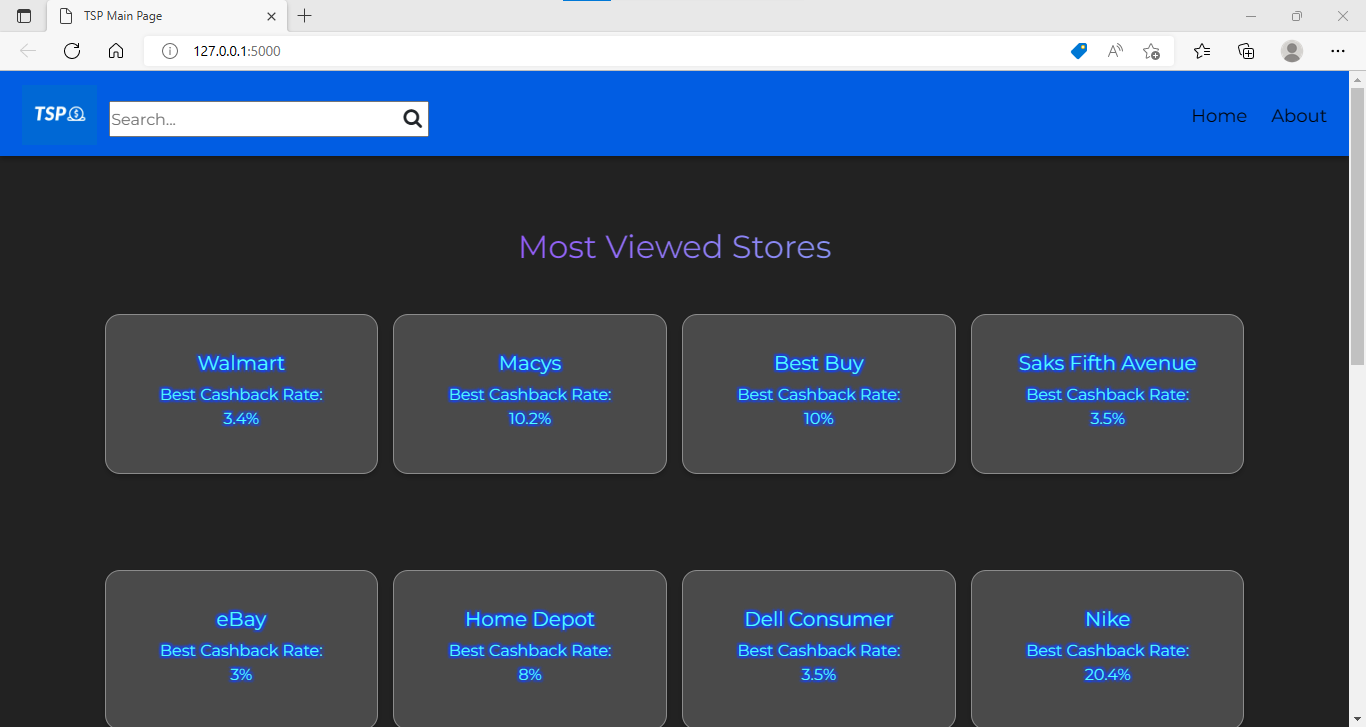 TSP Main Page
127.0.0.1:5000
TSP
Search...
Home About
Most Viewed Stores
Walmart
Best Cashback Rate:
3.4%
Macys
Best Cashback Rate:
10.2%
Best Buy
Best Cashback Rate:
10%
Saks Fifth Avenue
Best Cashback Rate:
3.5%
eBay
Best Cashback Rate:
3%
Home Depot
Best Cashback Rate:
8%
Dell Consumer
Best Cashback Rate:
3.5%
Nike
Best Cashback Rate:
20.4%